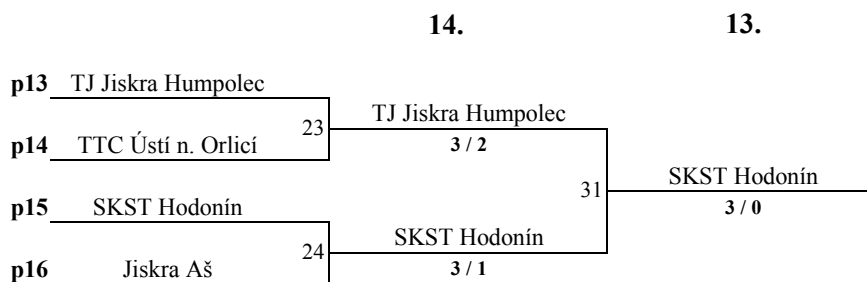 14. 13.
p13 TJ Jiskra Humpolec
23 TJ Jiskra Humpolec
p14 TTC Ústí n. Orlicí 3 / 2
31 SKST Hodonín
p15 SKST Hodonín 3 / 0
24 SKST Hodonín
p16 Jiskra Aš 3 / 1